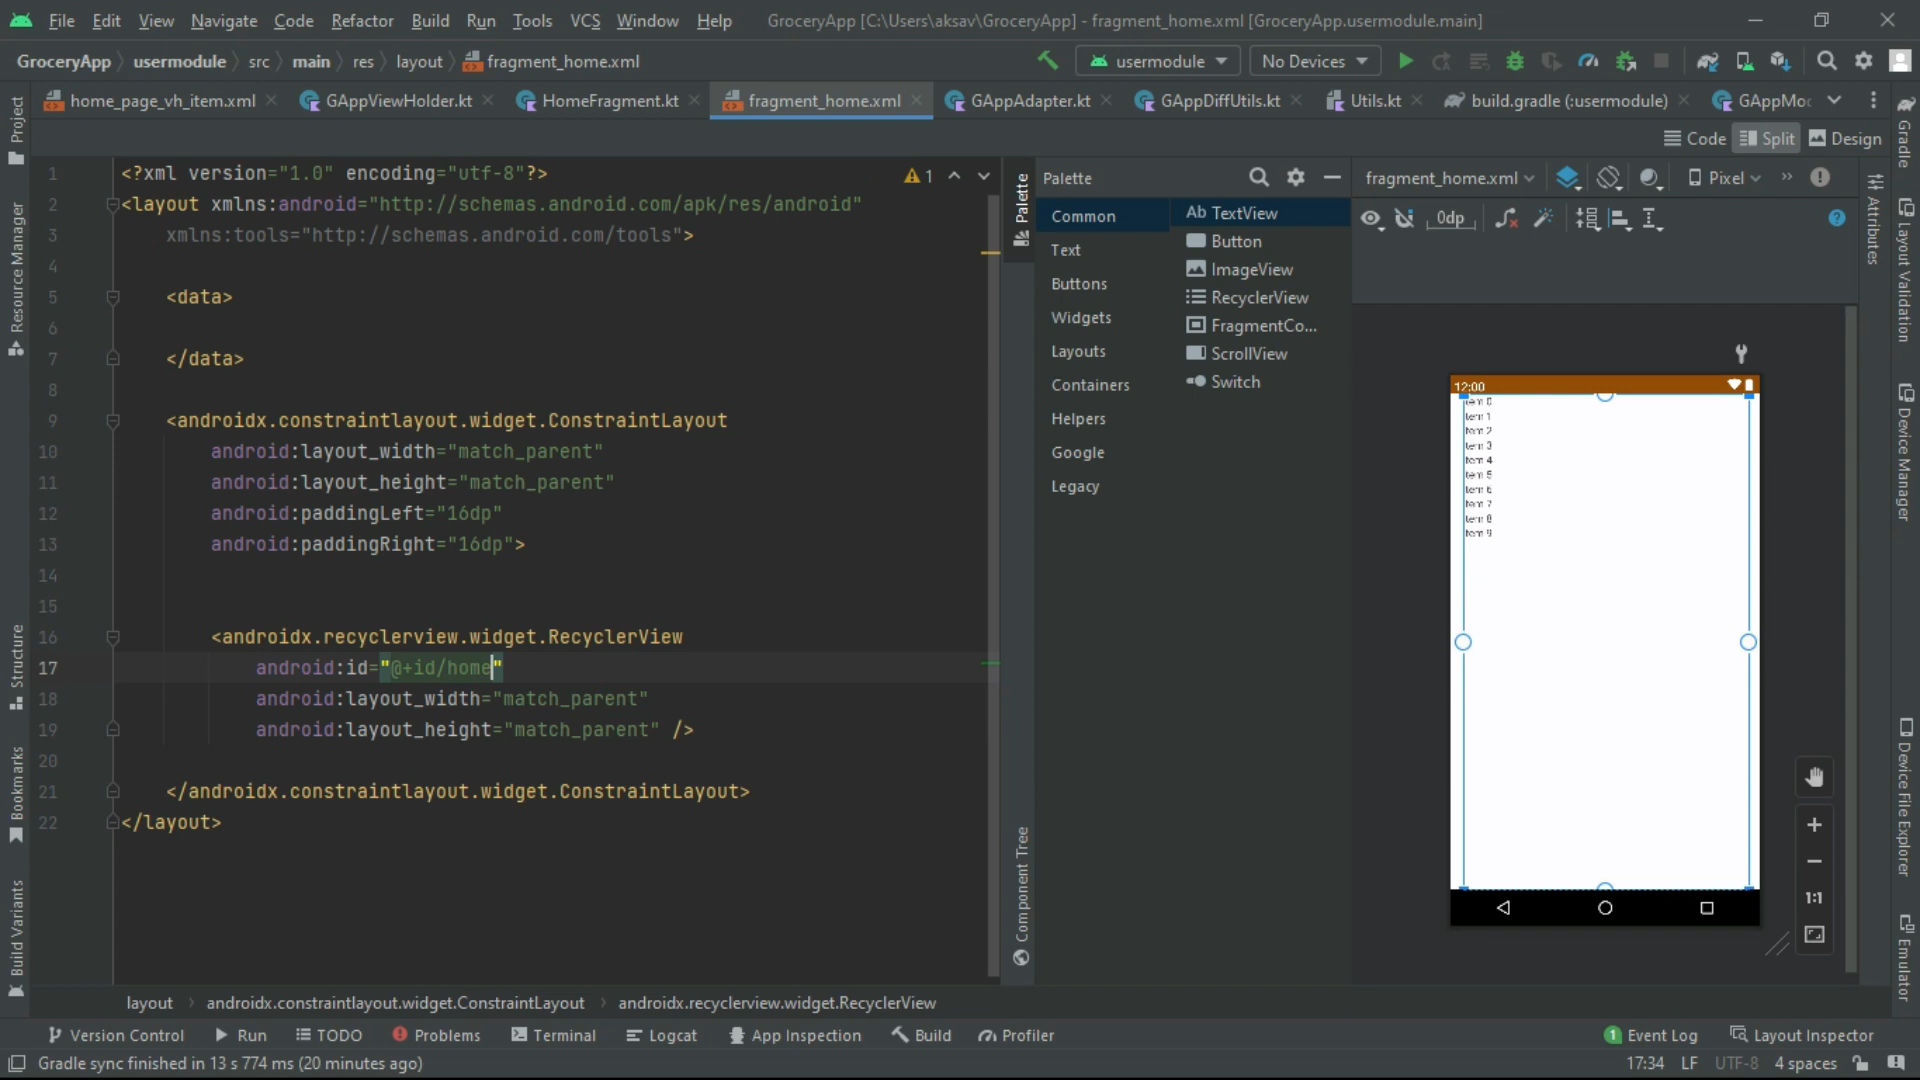 File Edit View Navigate Code Refactor Build Run Tools VCS Window Help GroceryApp [C:\Users\aksav\GroceryApp] - fragment_home.xml [GroceryApp.usermodule.main]
GroceryApp usermodule src main res layout fragment_home.xml usermodule No Devices
home_page_vh_item.xml GAppViewHolder.kt HomeFragment.kt fragment_home.xml GAppAdapter.kt GAppDiffUtils.kt Utils.kt build.gradle (:usermodule) GAppMo
Code Split Design
Project
Resource Manager
Structure
Bookmarks
Build Variants
1 <?xml version="1.0" encoding="utf-8"?>
2 <layout xmlns:android="http://schemas.android.com/apk/res/android"
3 xmlns:tools="http://schemas.android.com/tools">
4
5 <data>
6
7 </data>
8
9 <androidx.constraintlayout.widget.ConstraintLayout
10 android:layout_width="match_parent"
11 android:layout_height="match_parent"
12 android:paddingLeft="16dp"
13 android:paddingRight="16dp">
14
15
16 <androidx.recyclerview.widget.RecyclerView
17 android:id="@+id/home"
18 android:layout_width="match_parent"
19 android:layout_height="match_parent" />
20
21 </androidx.constraintlayout.widget.ConstraintLayout>
22 </layout>
1
Palette
Component Tree
Palette
Common
Text
Buttons
Widgets
Layouts
Containers
Helpers
Google
Legacy
Ab TextView
Button
ImageView
RecyclerView
FragmentCo...
ScrollView
Switch
fragment_home.xml Pixel
0dp
12:00
Item 0
Item 1
Item 2
Item 3
Item 4
Item 5
Item 6
Item 7
Item 8
Item 9
1:1
Attributes
Gradle
Layout Validation
Device Manager
Device File Explorer
Emulator
layout androidx.constraintlayout.widget.ConstraintLayout androidx.recyclerview.widget.RecyclerView
Version Control Run TODO Problems Terminal Logcat App Inspection Build Profiler 1 Event Log Layout Inspector
Gradle sync finished in 13 s 774 ms (20 minutes ago) 17:34 LF UTF-8 4 spaces